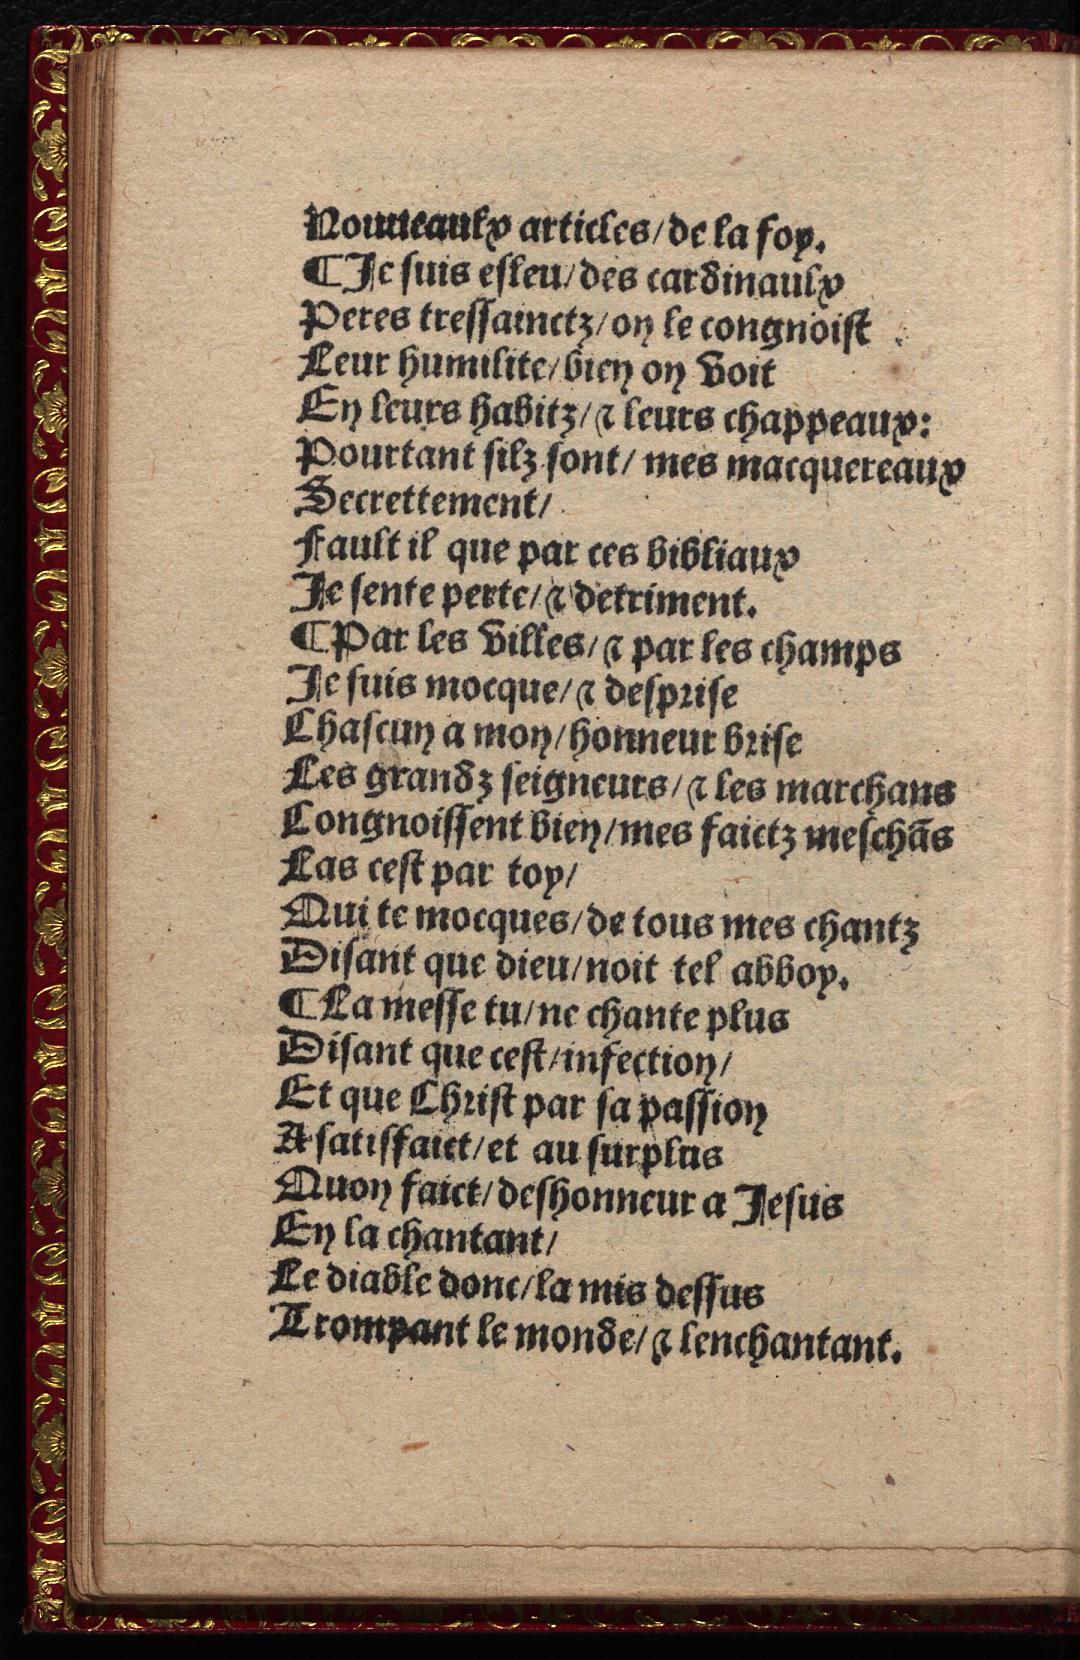 Nouueaulx articles/de la foy.
¶Je suis esleu/des cardinaulx
Peres tressainctz/on le congnoist
Leur humilite/bien on voit
En leurs habitz/⁊ leurs chappeaux:
Pourtant silz sont/ mes macquereaux
Secrettement/
Fault il que par ces bibliaux
Je sente perte/⁊ detriment.
¶Par les villes/⁊ par les champs
Je suis mocque/⁊ desprise
Chascun a mon/honneur brise
Les grandz seigneurs/⁊ les marchans
Congnoissent bien/mes faictz meschãs
Las cest par toy/
Qui te mocques/de tous mes chantz
Disant que dieu/noit tel abboy.
¶La messe tu/ne chante plus
Disant que cest/infection/
Et que Christ par sa passion
A satisffaict/et au surplus
Quon faict/deshonneur a Jesus
En la chantant/
Le diable donc/la mis dessus
Trompant le monde/⁊ lenchantant.